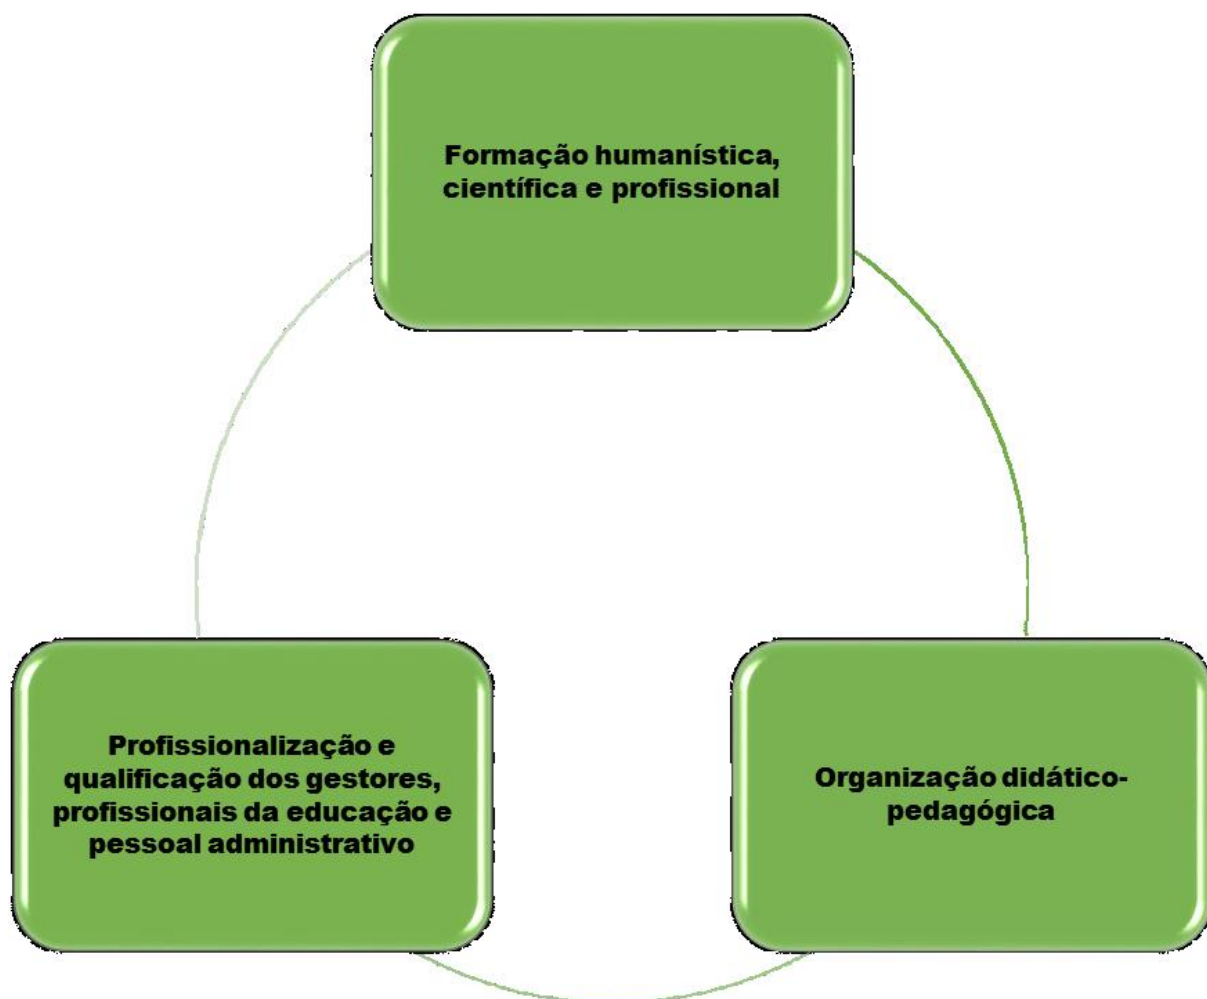 Formação humanística,
científica e profissional
Profissionalização e
qualificação dos gestores,
profissionais da educação e
pessoal administrativo
Organização didático-
pedagógica